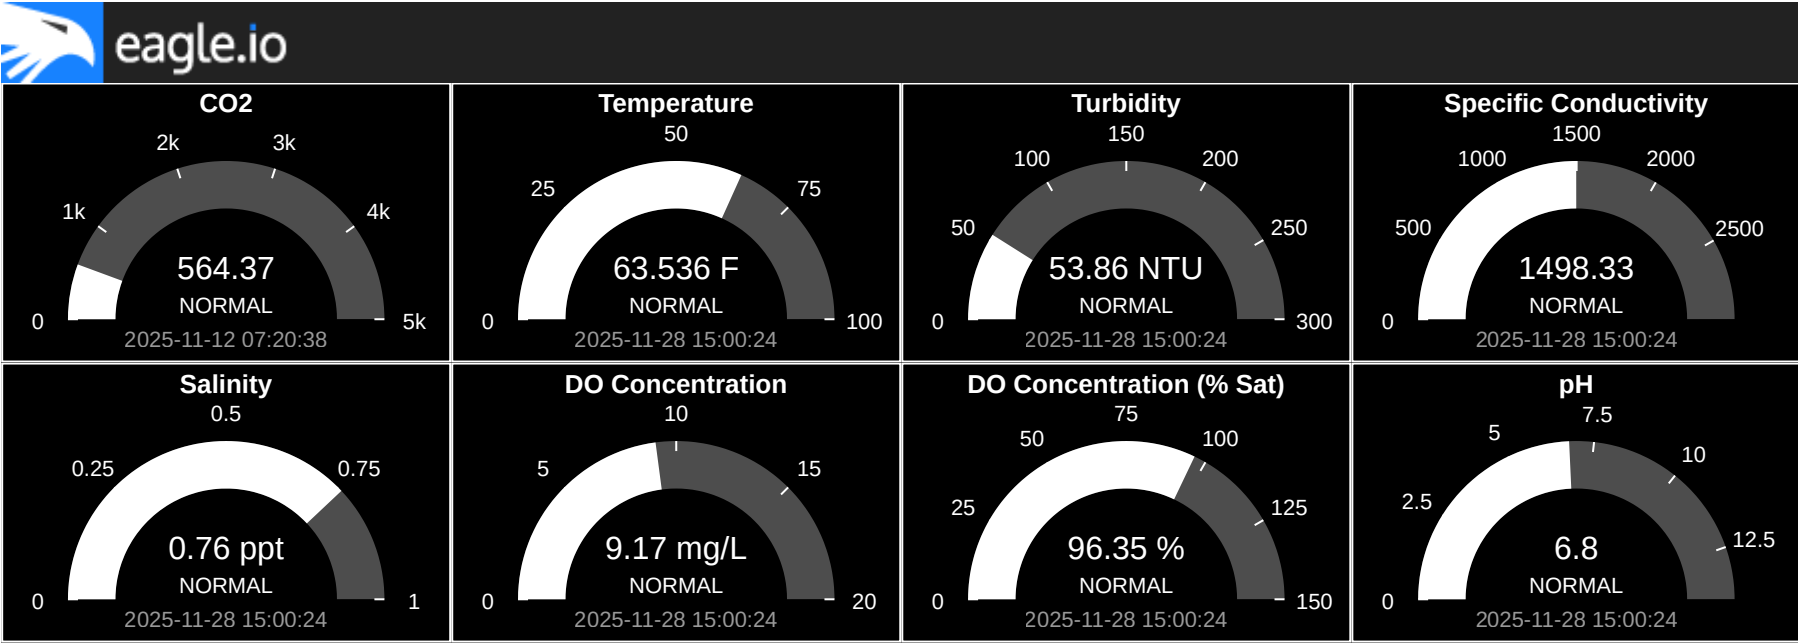 eagle.io
CO2
2k 3k
1k 4k
564.37
NORMAL
0 5k
2025-11-12 07:20:38
Temperature
50
25 75
63.536 F
NORMAL
0 100
2025-11-28 15:00:24
Turbidity
150
100 200
50 250
53.86 NTU
NORMAL
0 300
2025-11-28 15:00:24
Specific Conductivity
1500
1000 2000
500 2500
1498.33
NORMAL
0
2025-11-28 15:00:24
Salinity
0.5
0.25 0.75
0.76 ppt
NORMAL
0 1
2025-11-28 15:00:24
DO Concentration
10
5 15
9.17 mg/L
NORMAL
0 20
2025-11-28 15:00:24
DO Concentration (% Sat)
75
50 100
25 125
96.35 %
NORMAL
0 150
2025-11-28 15:00:24
pH
7.5
5 10
2.5 12.5
6.8
NORMAL
0
2025-11-28 15:00:24